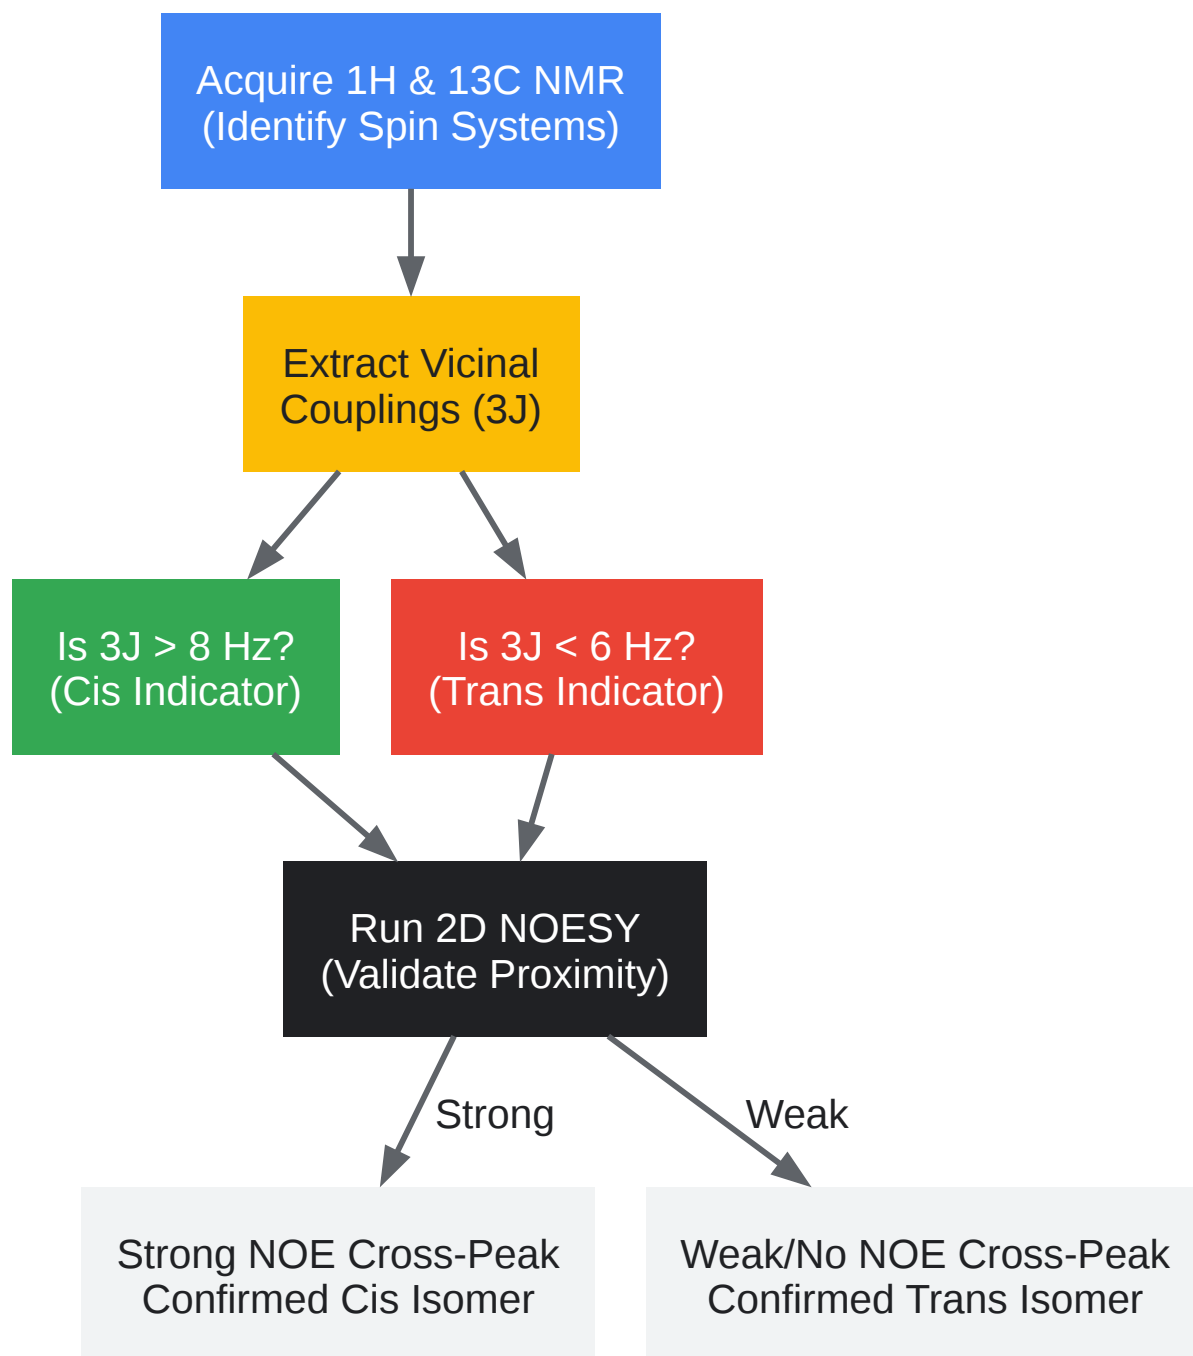 Acquire 1H & 13C NMR
(Identify Spin Systems)
Extract Vicinal
Couplings (3J)
Is 3J > 8 Hz?
(Cis Indicator)
Is 3J < 6 Hz?
(Trans Indicator)
Run 2D NOESY
(Validate Proximity)
Strong
Weak
Strong NOE Cross-Peak
Confirmed Cis Isomer
Weak/No NOE Cross-Peak
Confirmed Trans Isomer